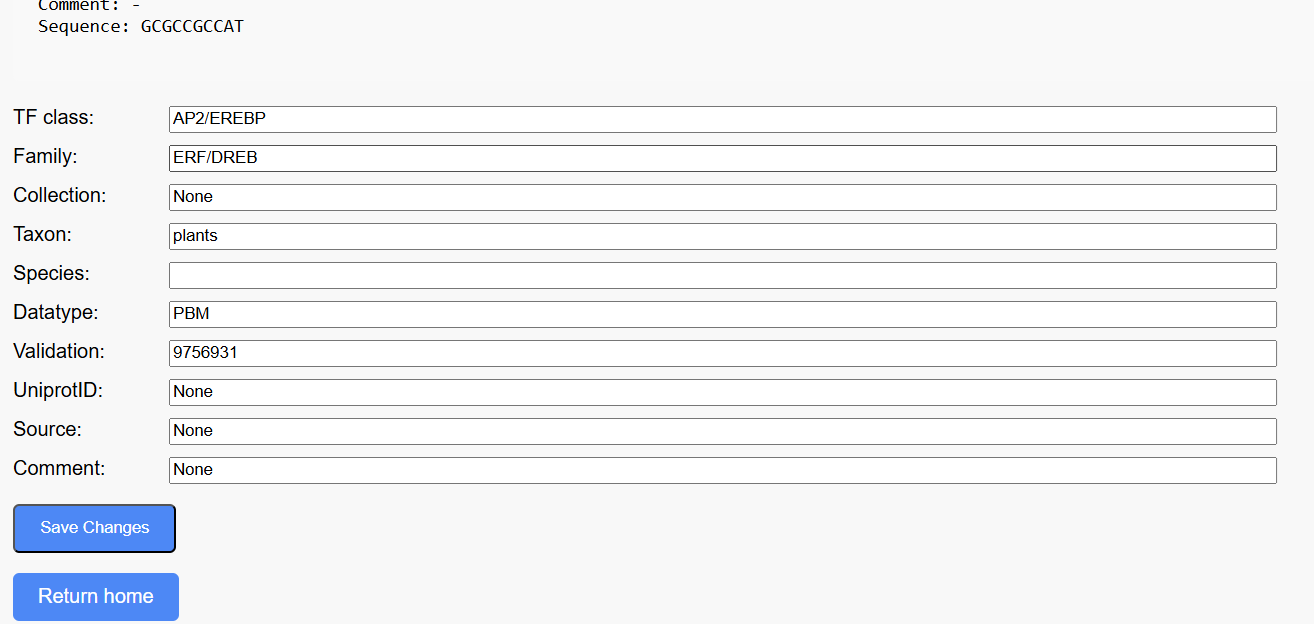 Comment: -
Sequence: GCGCCGCCAT
TF class: AP2/EREBP
Family: ERF/DREB
Collection: None
Taxon: plants
Species:
Datatype: PBM
Validation: 9756931
UniprotID: None
Source: None
Comment: None
Save Changes
Return home